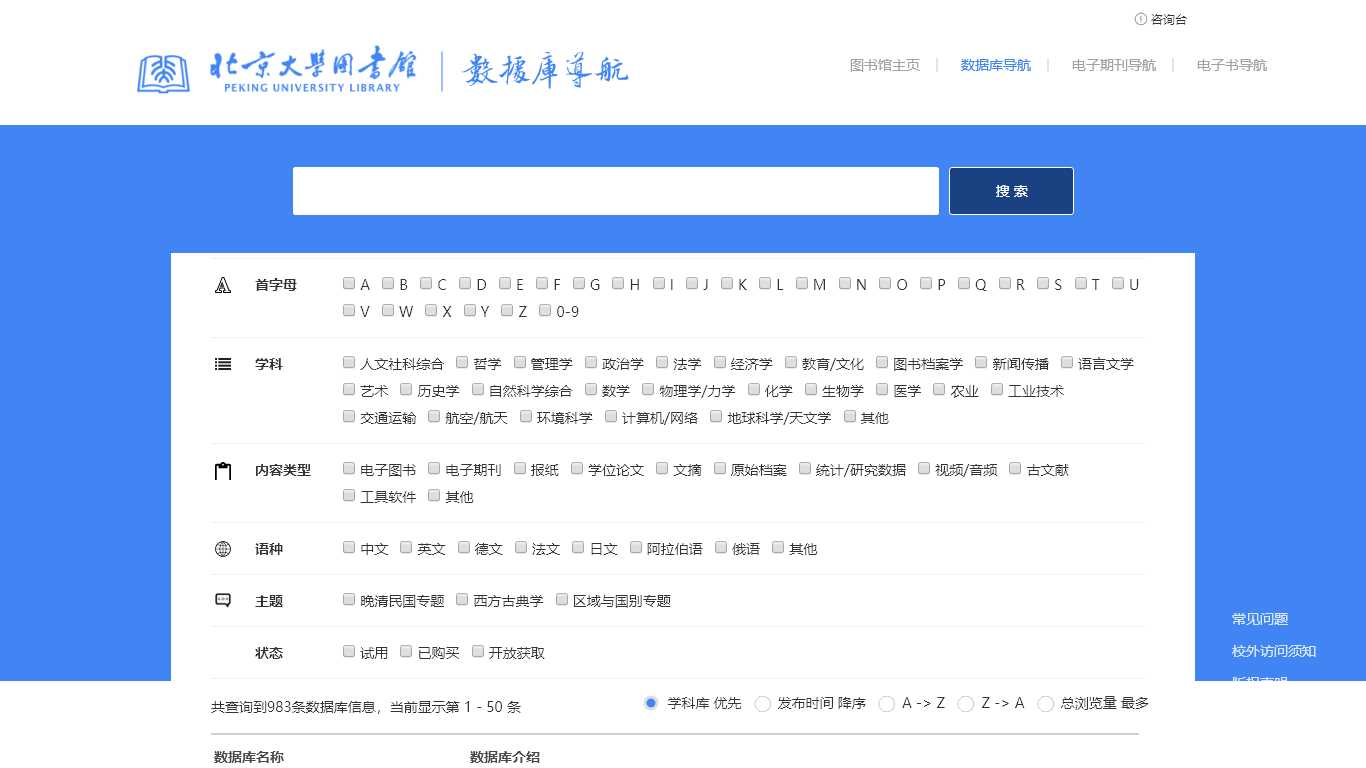 咨询台
北京大學图書馆 數據庫導航
PEKING UNIVERSITY LIBRARY
图书馆主页 | 数据库导航 | 电子期刊导航 | 电子书导航
搜 索
首字母 A B C D E F G H I J K L M N O P Q R S T U
V W X Y Z 0-9
学科 人文社科综合 哲学 管理学 政治学 法学 经济学 教育/文化 图书档案学 新闻传播 语言文学
艺术 历史学 自然科学综合 数学 物理学/力学 化学 生物学 医学 农业 工业技术
交通运输 航空/航天 环境科学 计算机/网络 地球科学/天文学 其他
内容类型 电子图书 电子期刊 报纸 学位论文 文摘 原始档案 统计/研究数据 视频/音频 古文献
工具软件 其他
语种 中文 英文 德文 法文 日文 阿拉伯语 俄语 其他
主题 晚清民国专题 西方古典学 区域与国别专题
常见问题
状态 试用 已购买 开放获取
校外访问须知
版权声明
共查询到983条数据库信息，当前显示第 1 - 50 条 学科库 优先 发布时间 降序 A -> Z Z -> A 总浏览量 最多
数据库名称 数据库介绍